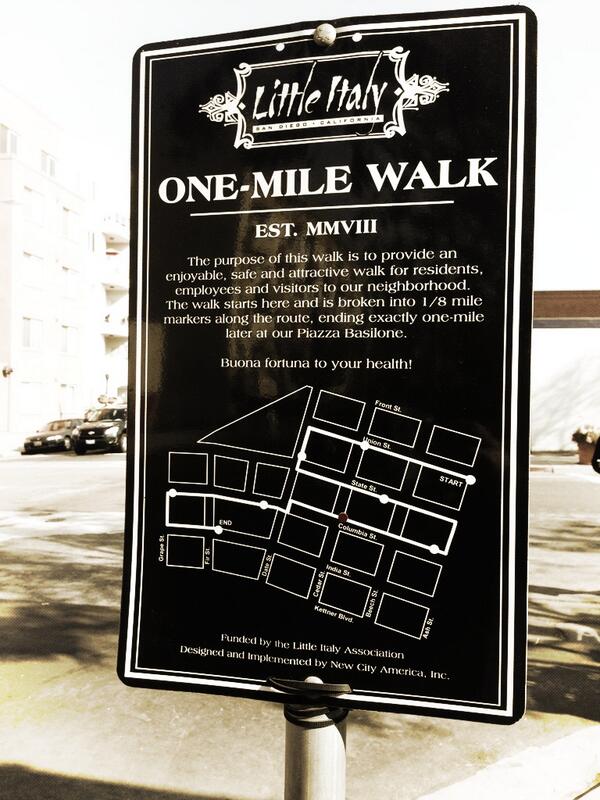 Little Italy
SAN DIEGO • CALIFORNIA
ONE-MILE WALK
EST. MMVIII
The purpose of this walk is to provide an
enjoyable, safe and attractive walk for residents,
employees and visitors to our neighborhood.
The walk starts here and is broken into 1/8 mile
markers along the route, ending exactly one-mile
later at our Piazza Basilone.
Buona fortuna to your health!
Front St.
Union St.
START
State St.
Columbia St.
END
Grape St.
Fir St.
Date St.
India St.
Cedar St.
Beech St.
Kettner Blvd.
Ash St.
Funded by the Little Italy Association
Designed and Implemented by New City America, Inc.